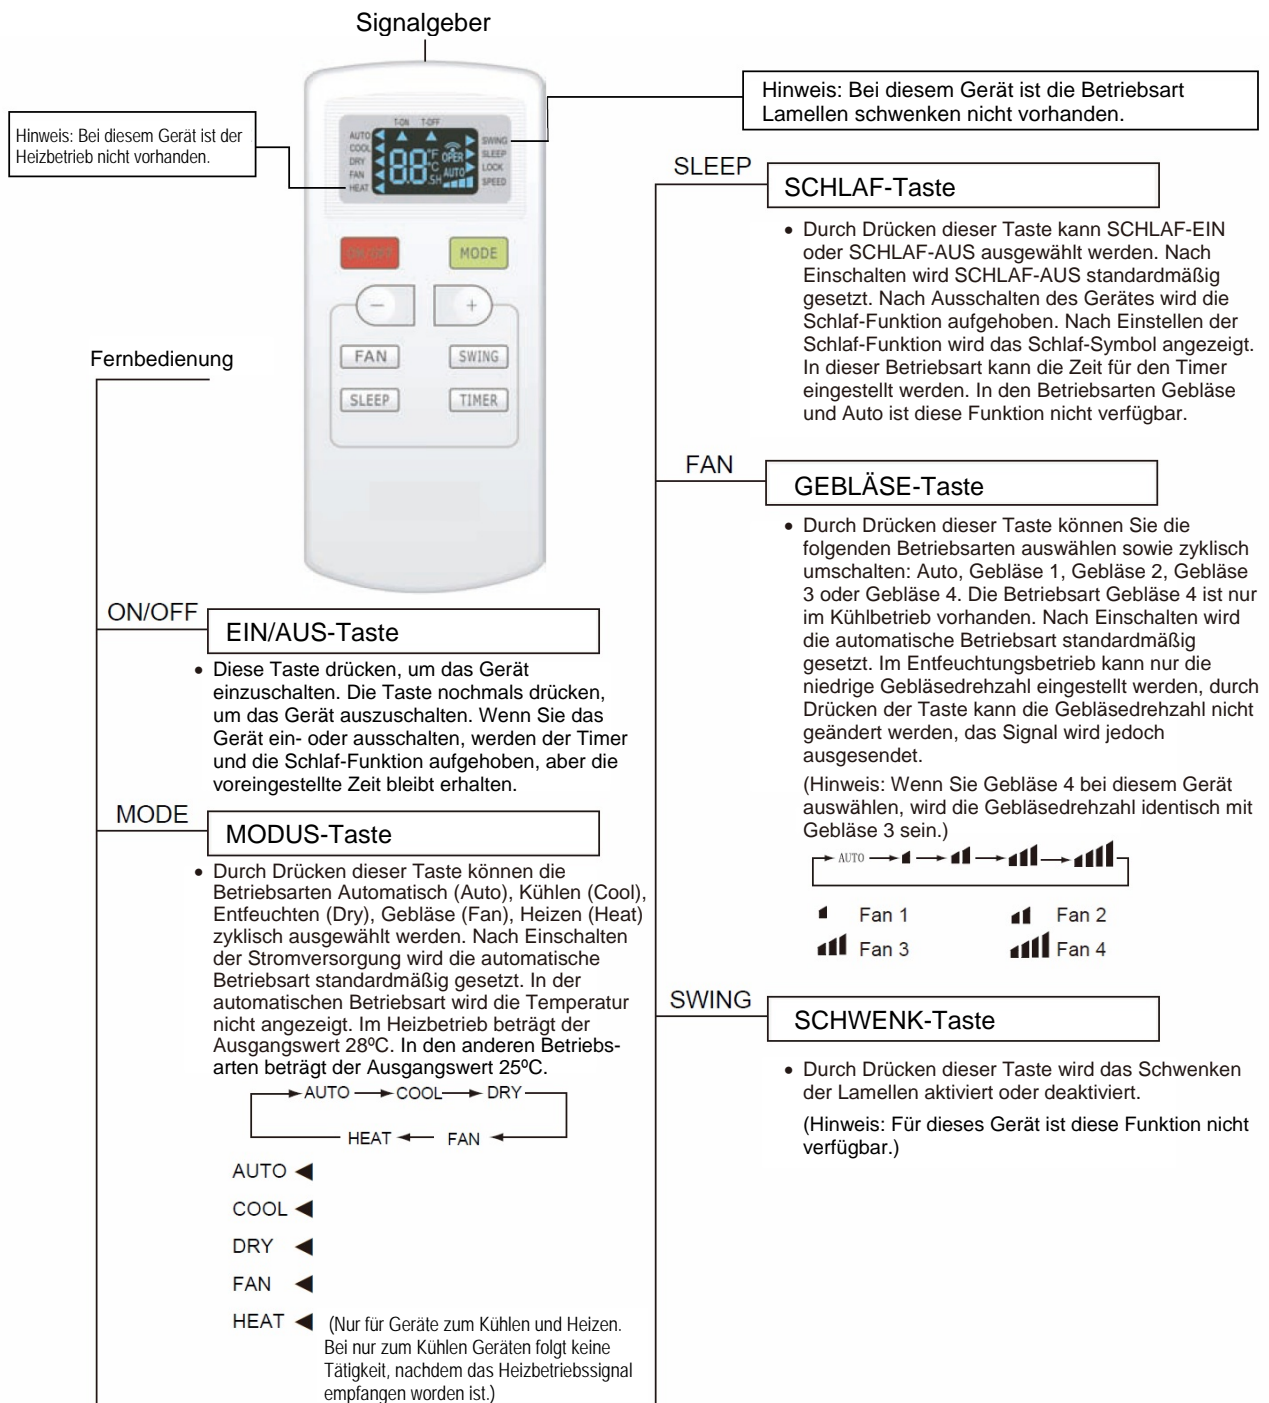 Signalgeber
Hinweis: Bei diesem Gerät ist der
Heizbetrieb nicht vorhanden.
Hinweis: Bei diesem Gerät ist die Betriebsart
Lamellen schwenken nicht vorhanden.
T-ON T-OFF
AUTO
COOL
DRY
FAN
HEAT
88
°F
°C
.SH
OPER
AUTO
SWING
SLEEP
LOCK
SPEED
ON/OFF
MODE
−
+
FAN
SWING
SLEEP
TIMER
Fernbedienung
ON/OFF
EIN/AUS-Taste
• Diese Taste drücken, um das Gerät
einzuschalten. Die Taste nochmals drücken,
um das Gerät auszuschalten. Wenn Sie das
Gerät ein- oder ausschalten, werden der Timer
und die Schlaf-Funktion aufgehoben, aber die
voreingestellte Zeit bleibt erhalten.
MODE
MODUS-Taste
• Durch Drücken dieser Taste können die
Betriebsarten Automatisch (Auto), Kühlen (Cool),
Entfeuchten (Dry), Gebläse (Fan), Heizen (Heat)
zyklisch ausgewählt werden. Nach Einschalten
der Stromversorgung wird die automatische
Betriebsart standardmäßig gesetzt. In der
automatischen Betriebsart wird die Temperatur
nicht angezeigt. Im Heizbetrieb beträgt der
Ausgangswert 28ºC. In den anderen Betriebs-
arten beträgt der Ausgangswert 25ºC.
AUTO COOL DRY
HEAT FAN
AUTO
COOL
DRY
FAN
HEAT
(Nur für Geräte zum Kühlen und Heizen.
Bei nur zum Kühlen Geräten folgt keine
Tätigkeit, nachdem das Heizbetriebssignal
empfangen worden ist.)
SLEEP
SCHLAF-Taste
• Durch Drücken dieser Taste kann SCHLAF-EIN
oder SCHLAF-AUS ausgewählt werden. Nach
Einschalten wird SCHLAF-AUS standardmäßig
gesetzt. Nach Ausschalten des Gerätes wird die
Schlaf-Funktion aufgehoben. Nach Einstellen der
Schlaf-Funktion wird das Schlaf-Symbol angezeigt.
In dieser Betriebsart kann die Zeit für den Timer
eingestellt werden. In den Betriebsarten Gebläse
und Auto ist diese Funktion nicht verfügbar.
FAN
GEBLÄSE-Taste
• Durch Drücken dieser Taste können Sie die
folgenden Betriebsarten auswählen sowie zyklisch
umschalten: Auto, Gebläse 1, Gebläse 2, Gebläse
3 oder Gebläse 4. Die Betriebsart Gebläse 4 ist nur
im Kühlbetrieb vorhanden. Nach Einschalten wird
die automatische Betriebsart standardmäßig
gesetzt. Im Entfeuchtungsbetrieb kann nur die
niedrige Gebläsedrehzahl eingestellt werden, durch
Drücken der Taste kann die Gebläsedrehzahl nicht
geändert werden, das Signal wird jedoch
ausgesendet.
(Hinweis: Wenn Sie Gebläse 4 bei diesem Gerät
auswählen, wird die Gebläsedrehzahl identisch mit
Gebläse 3 sein.)
AUTO
Fan 1 Fan 2
Fan 3 Fan 4
SWING
SCHWENK-Taste
• Durch Drücken dieser Taste wird das Schwenken
der Lamellen aktiviert oder deaktiviert.
(Hinweis: Für dieses Gerät ist diese Funktion nicht
verfügbar.)